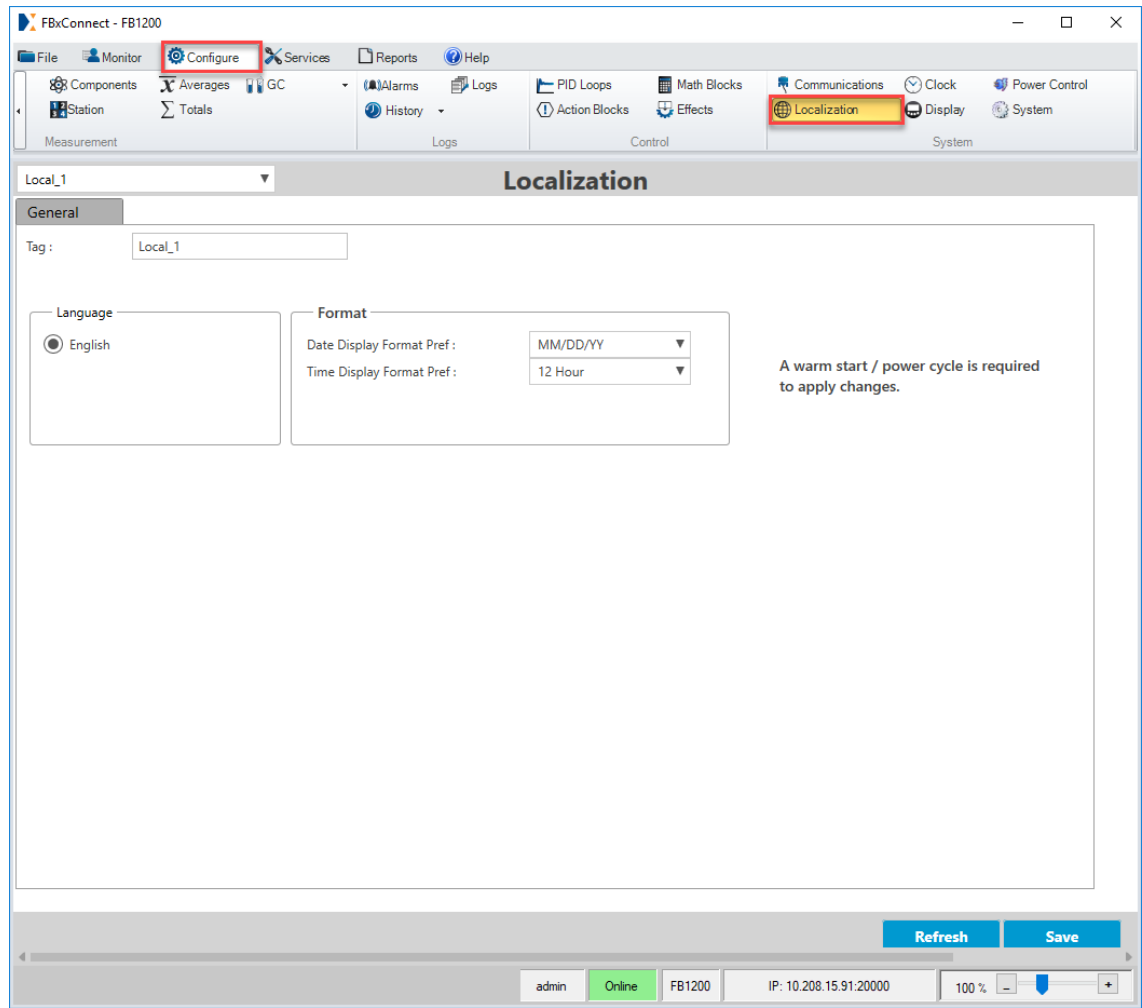 FBxConnect - FB1200
File Monitor Configure Services Reports Help
Components Averages GC (🔔)Alarms Logs PID Loops Math Blocks Communications Clock Power Control
Station Totals History Action Blocks Effects Localization Display System
Measurement Logs Control System
Local_1 Localization
General
Tag : Local_1
Language Format
English Date Display Format Pref : MM/DD/YY
Time Display Format Pref : 12 Hour
A warm start / power cycle is required
to apply changes.
Refresh Save
admin Online FB1200 IP: 10.208.15.91:20000 100 % - +